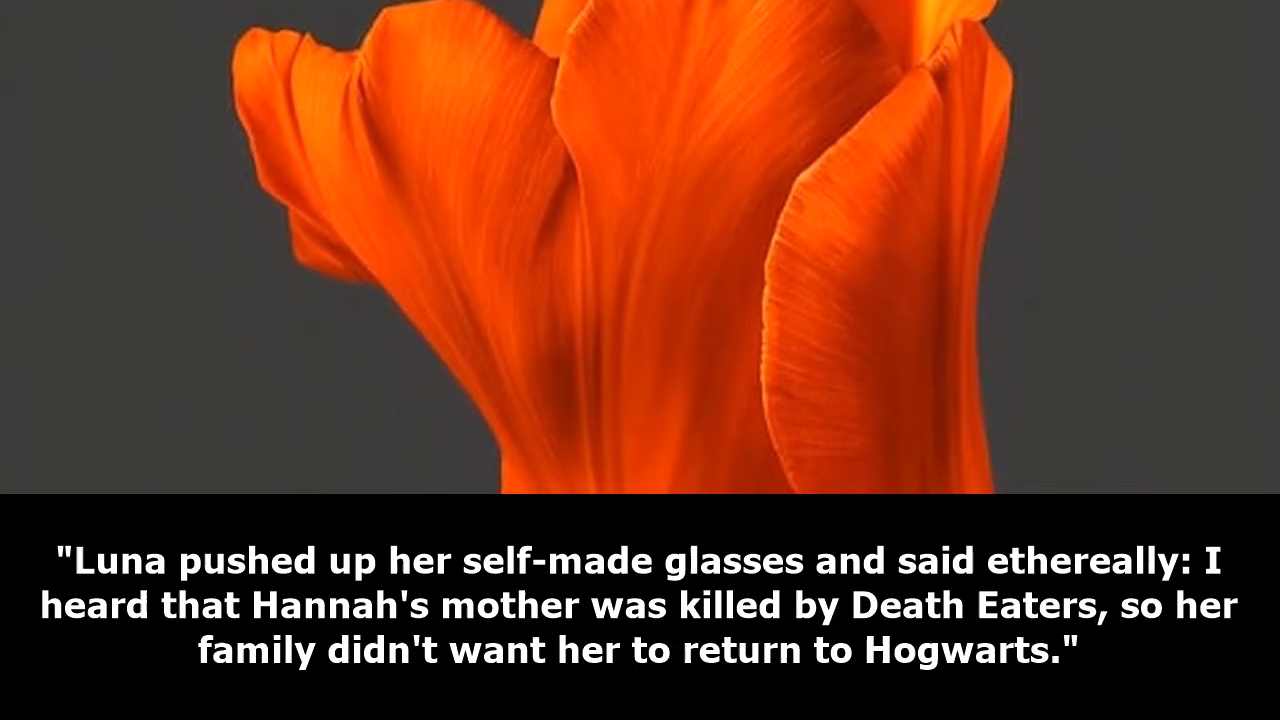 "Luna pushed up her self-made glasses and said ethereally: I
heard that Hannah's mother was killed by Death Eaters, so her
family didn't want her to return to Hogwarts."